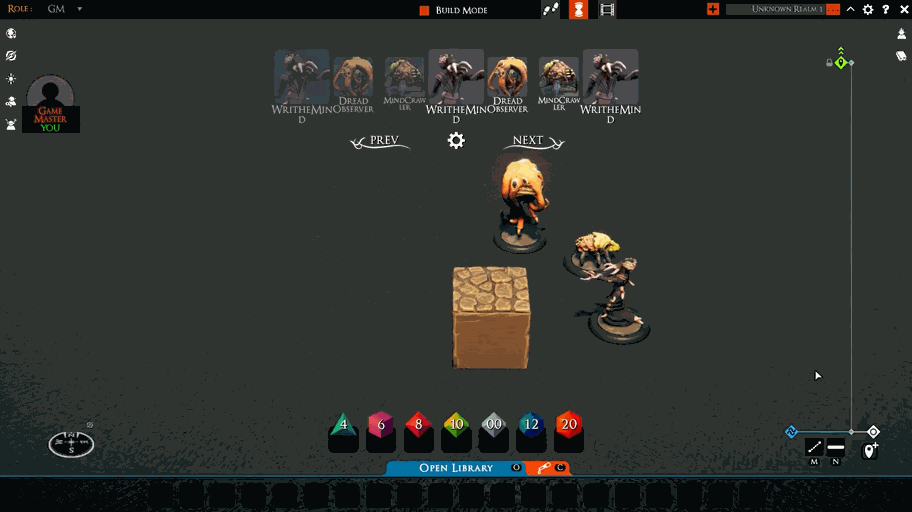 Role: GM
Build Mode
Unknown Realm 1
Game
Master
YOU
WritheMin
D
Dread
Observer
MindCraw
ler
WritheMin
D
Dread
Observer
MindCraw
ler
WritheMin
D
PREV
NEXT
4 6 8 10 00 12 20
S
M N
Open Library O C